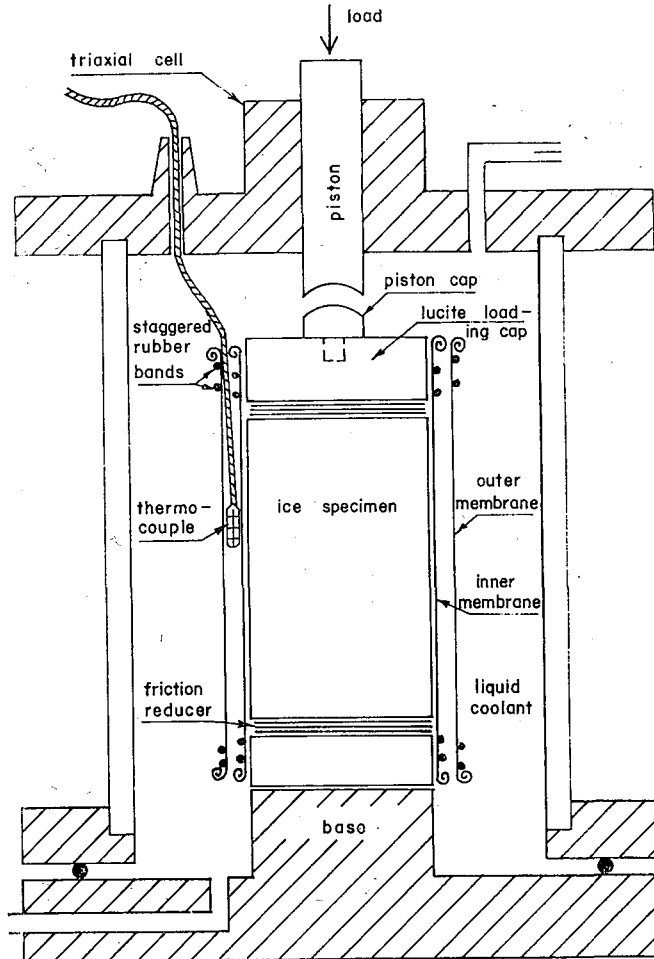 load
triaxial cell
piston
piston cap
lucite load-
ing cap
staggered
rubber
bands
thermo-
couple
ice specimen
outer
membrane
inner
membrane
friction
reducer
liquid
coolant
base